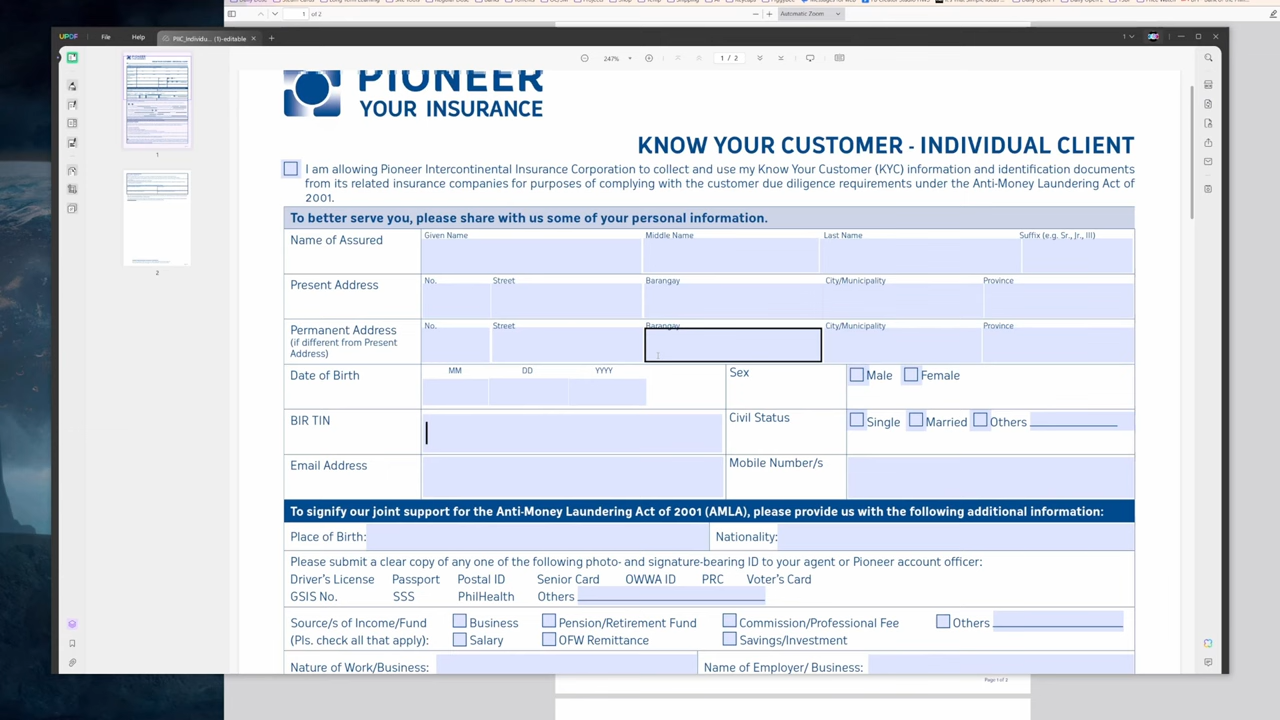 1 of 2
Automatic Zoom
UPDF File Help PIIC_Individu... (1)-editable
247% 1 / 2
PIONEER
YOUR INSURANCE
KNOW YOUR CUSTOMER - INDIVIDUAL CLIENT
I am allowing Pioneer Intercontinental Insurance Corporation to collect and use my Know Your Customer (KYC) information and identification documents
from its related insurance companies for purposes of complying with the customer due diligence requirements under the Anti-Money Laundering Act of
2001.
To better serve you, please share with us some of your personal information.
Name of Assured Given Name Middle Name Last Name Suffix (e.g. Sr., Jr., III)
Present Address No. Street Barangay City/Municipality Province
Permanent Address No. Street Barangay City/Municipality Province
(if different from Present
Address)
Date of Birth MM DD YYYY Sex Male Female
BIR TIN Civil Status Single Married Others
Email Address Mobile Number/s
To signify our joint support for the Anti-Money Laundering Act of 2001 (AMLA), please provide us with the following additional information:
Place of Birth: Nationality:
Please submit a clear copy of any one of the following photo- and signature-bearing ID to your agent or Pioneer account officer:
Driver's License Passport Postal ID Senior Card OWWA ID PRC Voter's Card
GSIS No. SSS PhilHealth Others
Source/s of Income/Fund Business Pension/Retirement Fund Commission/Professional Fee Others
(Pls. check all that apply): Salary OFW Remittance Savings/Investment
Nature of Work/Business: Name of Employer/ Business:
1
2
Page 1 of 2